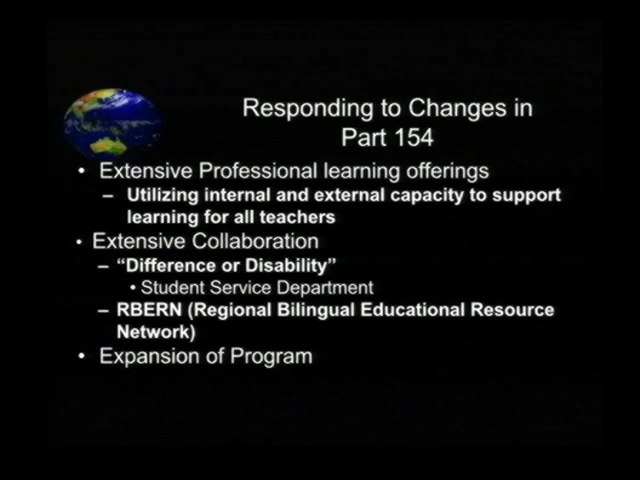 Responding to Changes in
Part 154
• Extensive Professional learning offerings
– Utilizing internal and external capacity to support
learning for all teachers
• Extensive Collaboration
– “Difference or Disability”
• Student Service Department
– RBERN (Regional Bilingual Educational Resource
Network)
• Expansion of Program